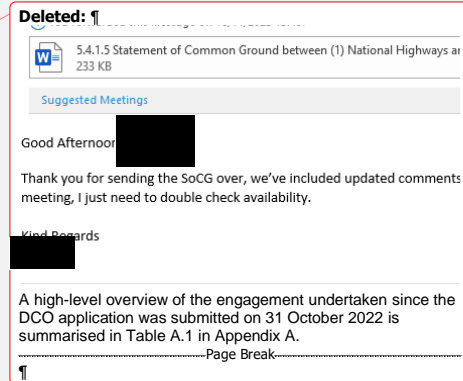 Deleted: ¶
5.4.1.5 Statement of Common Ground between (1) National Highways
233 KB
Suggested Meetings
Good Afternoon
Thank you for sending the SoCG over, we've included updated comments
meeting, I just need to double check availability.
Kind Regards
A high-level overview of the engagement undertaken since the
DCO application was submitted on 31 October 2022 is
summarised in Table A.1 in Appendix A.
Page Break
¶